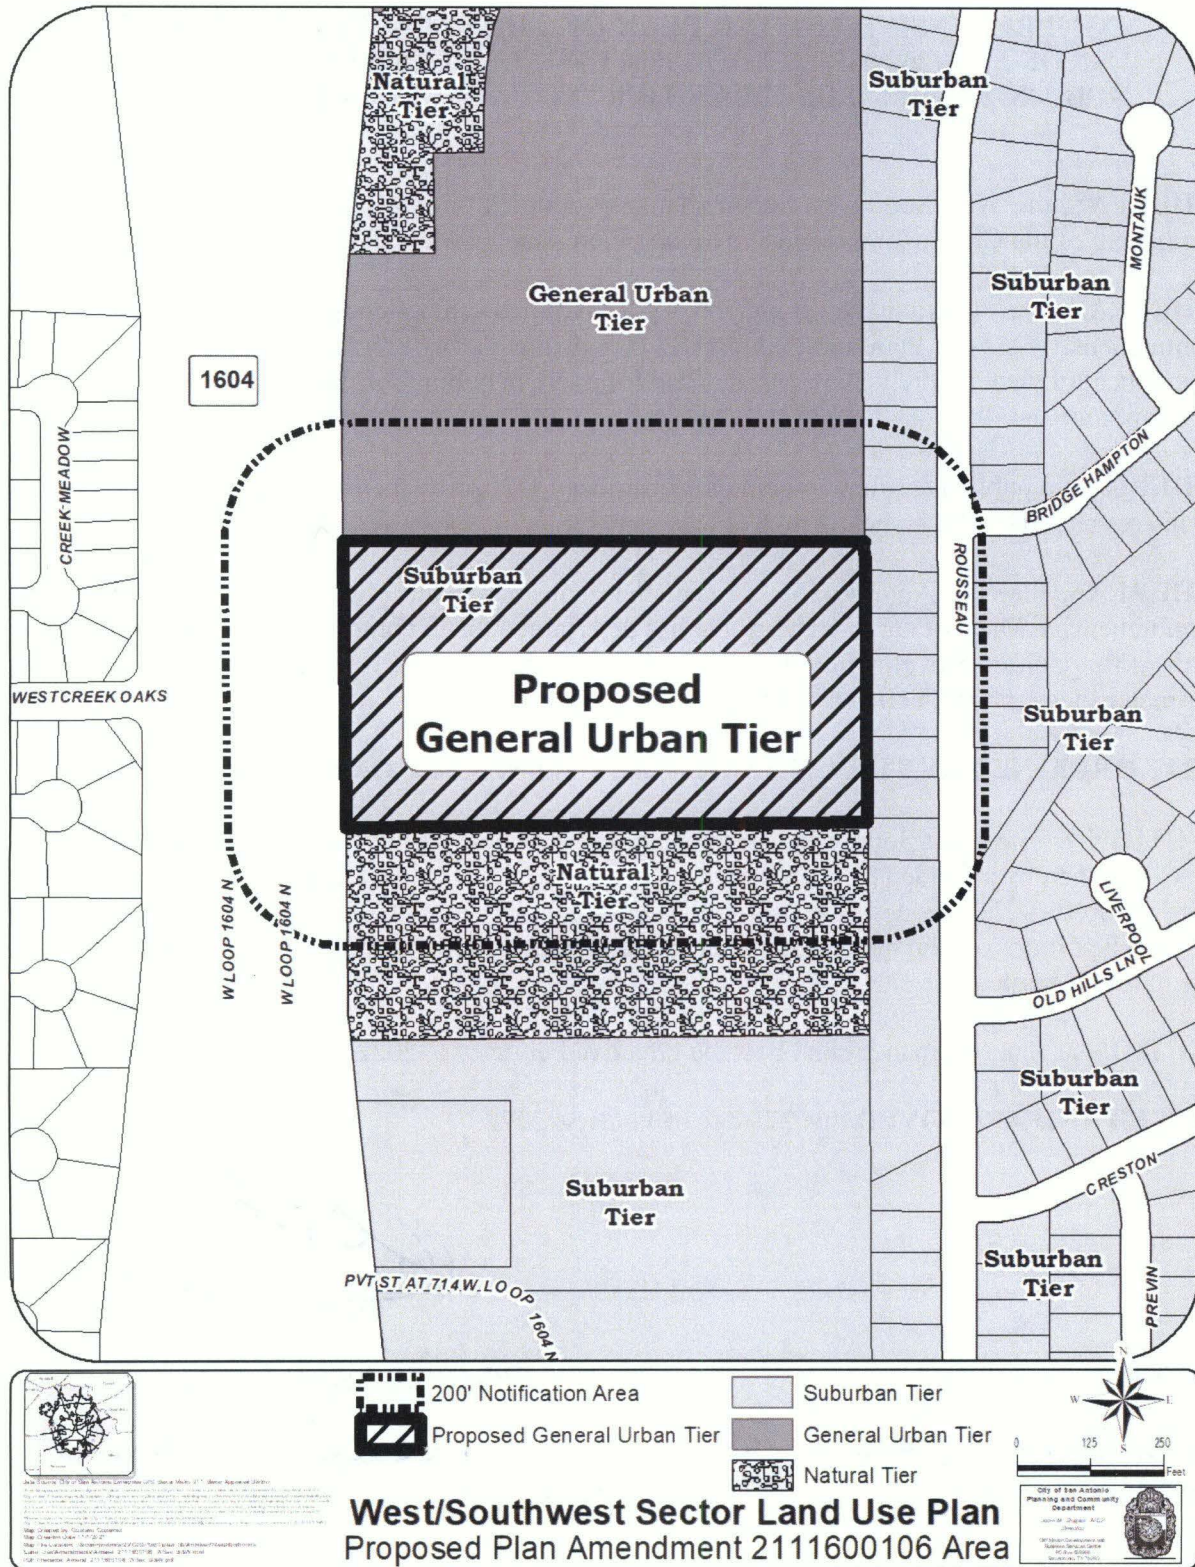 Natural
Tier
Suburban
Tier
MONTAUK
General Urban
Tier
Suburban
Tier
1604
CREEK MEADOW
BRIDGE HAMPTON
ROUSSEAU
Suburban
Tier
Proposed
General Urban Tier
WESTCREEK OAKS
Suburban
Tier
Natural
Tier
LIVERPOOL
W LOOP 1604 N
W LOOP 1604 N
OLD HILLS LN
Suburban
Tier
CRESTON
Suburban
Tier
Suburban
Tier
PREVIN
PVT ST AT 714 W LOOP 1604 N
200' Notification Area
Proposed General Urban Tier
Suburban Tier
General Urban Tier
Natural Tier
N
W
E
S
0 125 250
Feet
West/Southwest Sector Land Use Plan
Proposed Plan Amendment 2111600106 Area
City of San Antonio
Planning and Community
Department